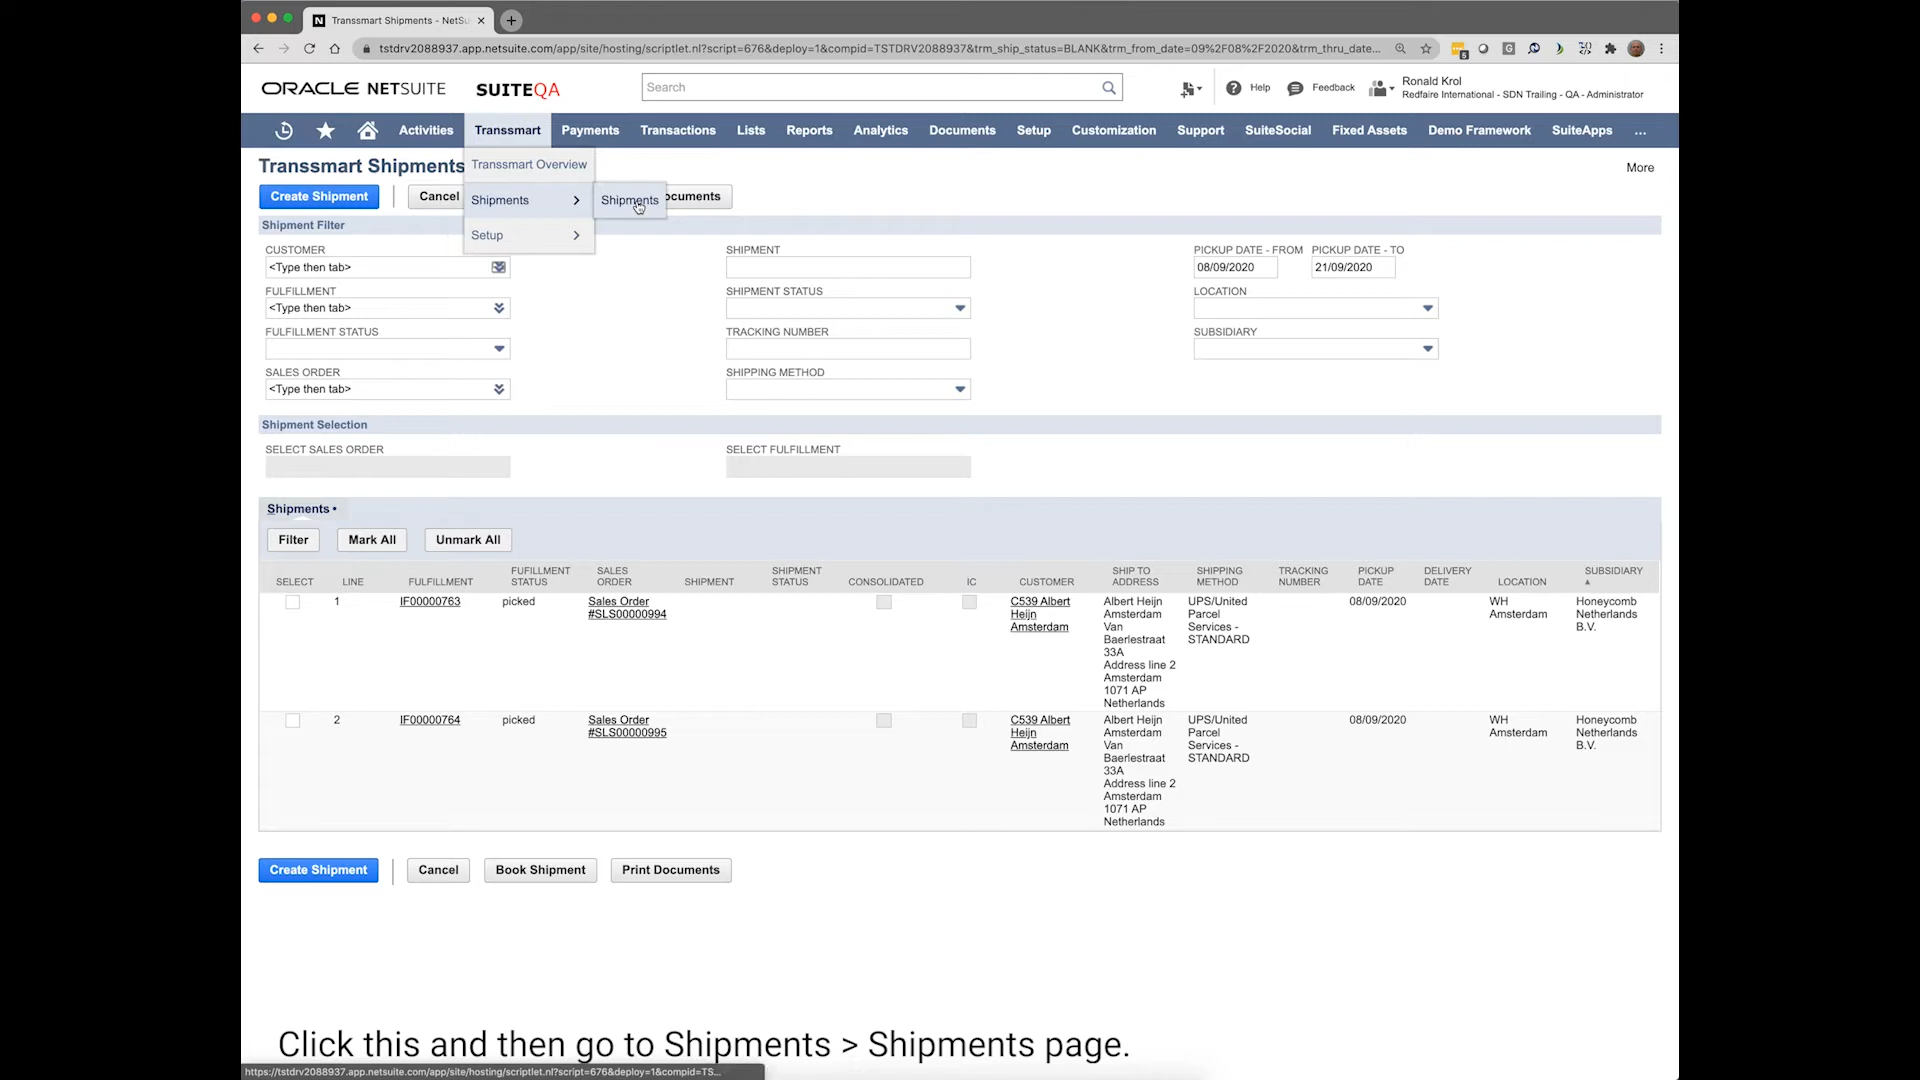 Transsmart Shipments - NetSu
tstdrv2088937.app.netsuite.com/app/site/hosting/scriptlet.nl?script=676&deploy=1&compid=TSTDRV2088937&trm_ship_status=BLANK&trm_from_date=09%2F08%2F2020&trm_thru_date...
ORACLE NETSUITE SUITEQA Search Help Feedback
Ronald Krol
Redfaire International - SDN Trailing - QA - Administrator
Activities Transsmart Payments Transactions Lists Reports Analytics Documents Setup Customization Support SuiteSocial Fixed Assets Demo Framework SuiteApps ...
Transsmart Overview
Shipments
Setup
Shipments
Transsmart Shipments More
Create Shipment Cancel ocuments
Shipment Filter
CUSTOMER
<Type then tab>
FULFILLMENT
<Type then tab>
FULFILLMENT STATUS
SALES ORDER
<Type then tab>
SHIPMENT
SHIPMENT STATUS
TRACKING NUMBER
SHIPPING METHOD
PICKUP DATE - FROM PICKUP DATE - TO
08/09/2020 21/09/2020
LOCATION
SUBSIDIARY
Shipment Selection
SELECT SALES ORDER SELECT FULFILLMENT
Shipments •
Filter Mark All Unmark All
SELECT LINE FULFILLMENT FUFILLMENT STATUS SALES ORDER SHIPMENT SHIPMENT STATUS CONSOLIDATED IC CUSTOMER SHIP TO ADDRESS SHIPPING METHOD TRACKING NUMBER PICKUP DATE DELIVERY DATE LOCATION SUBSIDIARY
1 IF00000763 picked Sales Order C539 Albert Albert Heijn UPS/United 08/09/2020 WH Honeycomb
#SLS00000994 Heijn Amsterdam Parcel Amsterdam Netherlands
Amsterdam Van Services - B.V.
Baerlestraat STANDARD
33A
Address line 2
Amsterdam
1071 AP
Netherlands
2 IF00000764 picked Sales Order C539 Albert Albert Heijn UPS/United 08/09/2020 WH Honeycomb
#SLS00000995 Heijn Amsterdam Parcel Amsterdam Netherlands
Amsterdam Van Services - B.V.
Baerlestraat STANDARD
33A
Address line 2
Amsterdam
1071 AP
Netherlands
Create Shipment Cancel Book Shipment Print Documents
Click this and then go to Shipments > Shipments page.
https://tstdrv2088937.app.netsuite.com/app/site/hosting/scriptlet.nl?script=676&deploy=1&compid=TS...